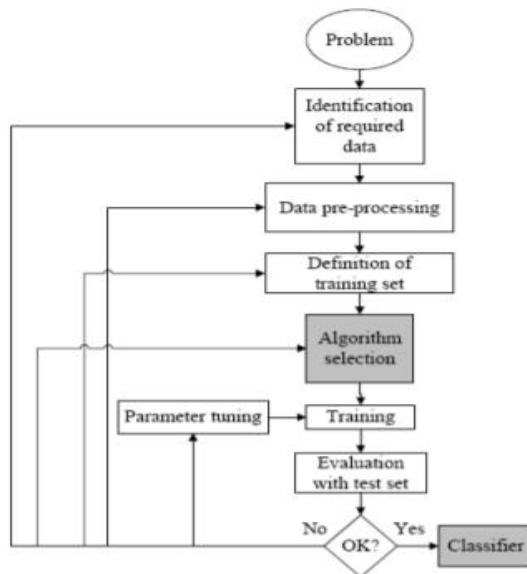 Problem
Identification
of required
data
Data pre-processing
Definition of
training set
Algorithm
selection
Parameter tuning
Training
Evaluation
with test set
No
OK?
Yes
Classifier